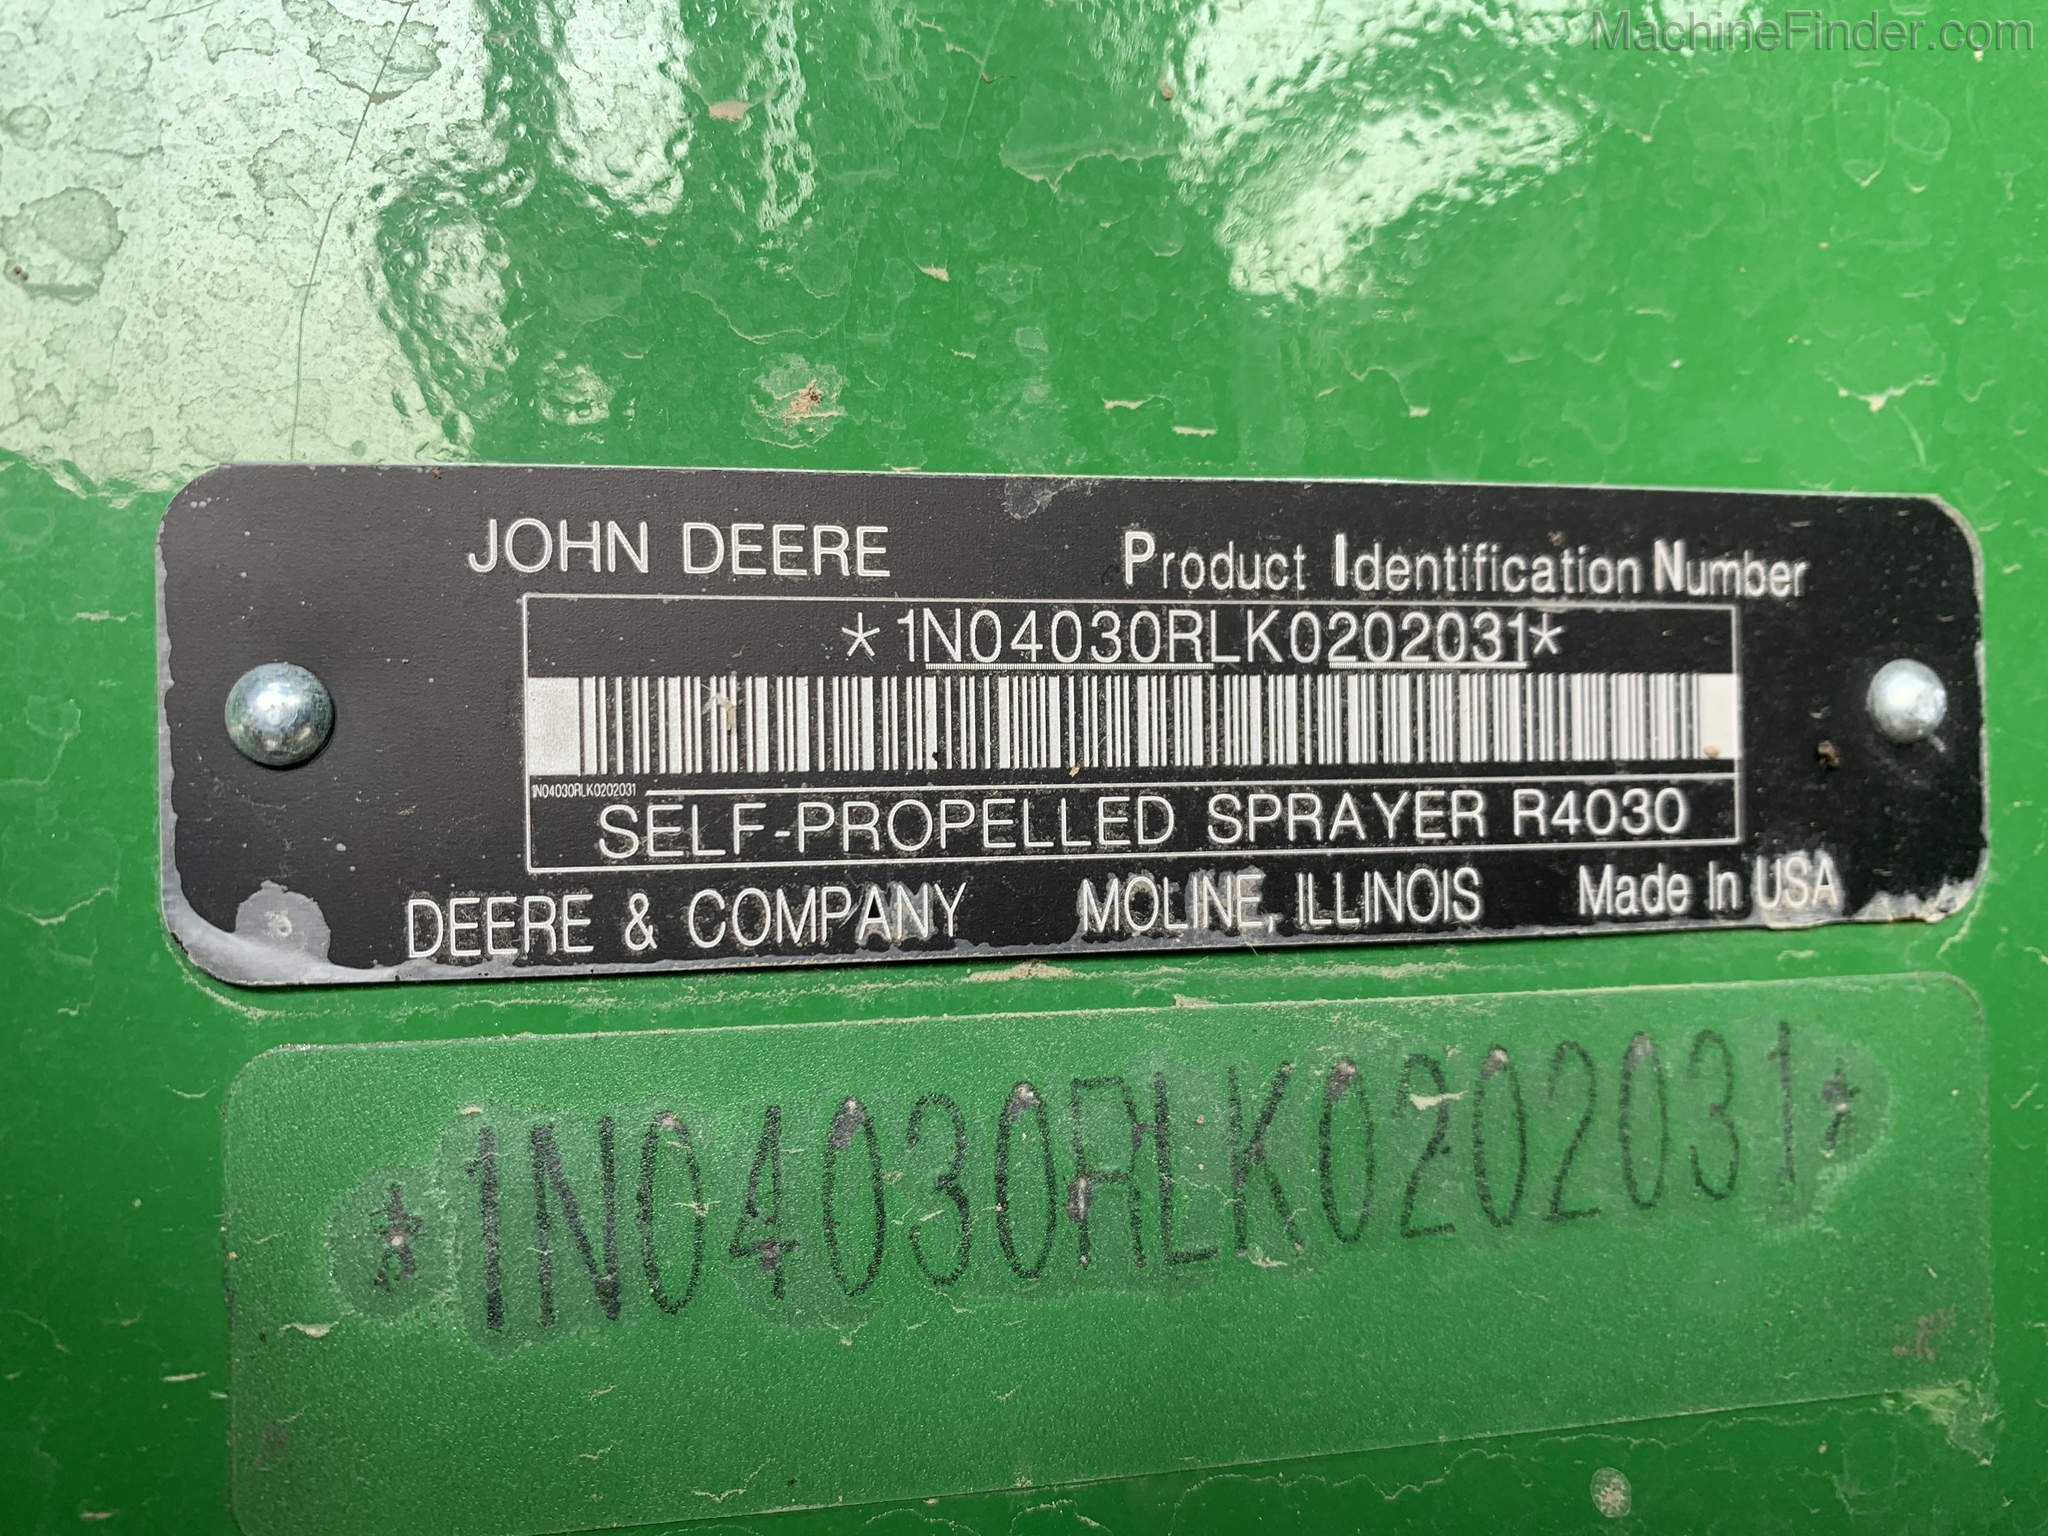 MachineFinder.com
JOHN DEERE Product Identification Number
*1N04030RLK0202031*
1N04030RLK0202031
SELF-PROPELLED SPRAYER R4030
DEERE & COMPANY MOLINE, ILLINOIS Made In USA
*1N04030RLK0202031*